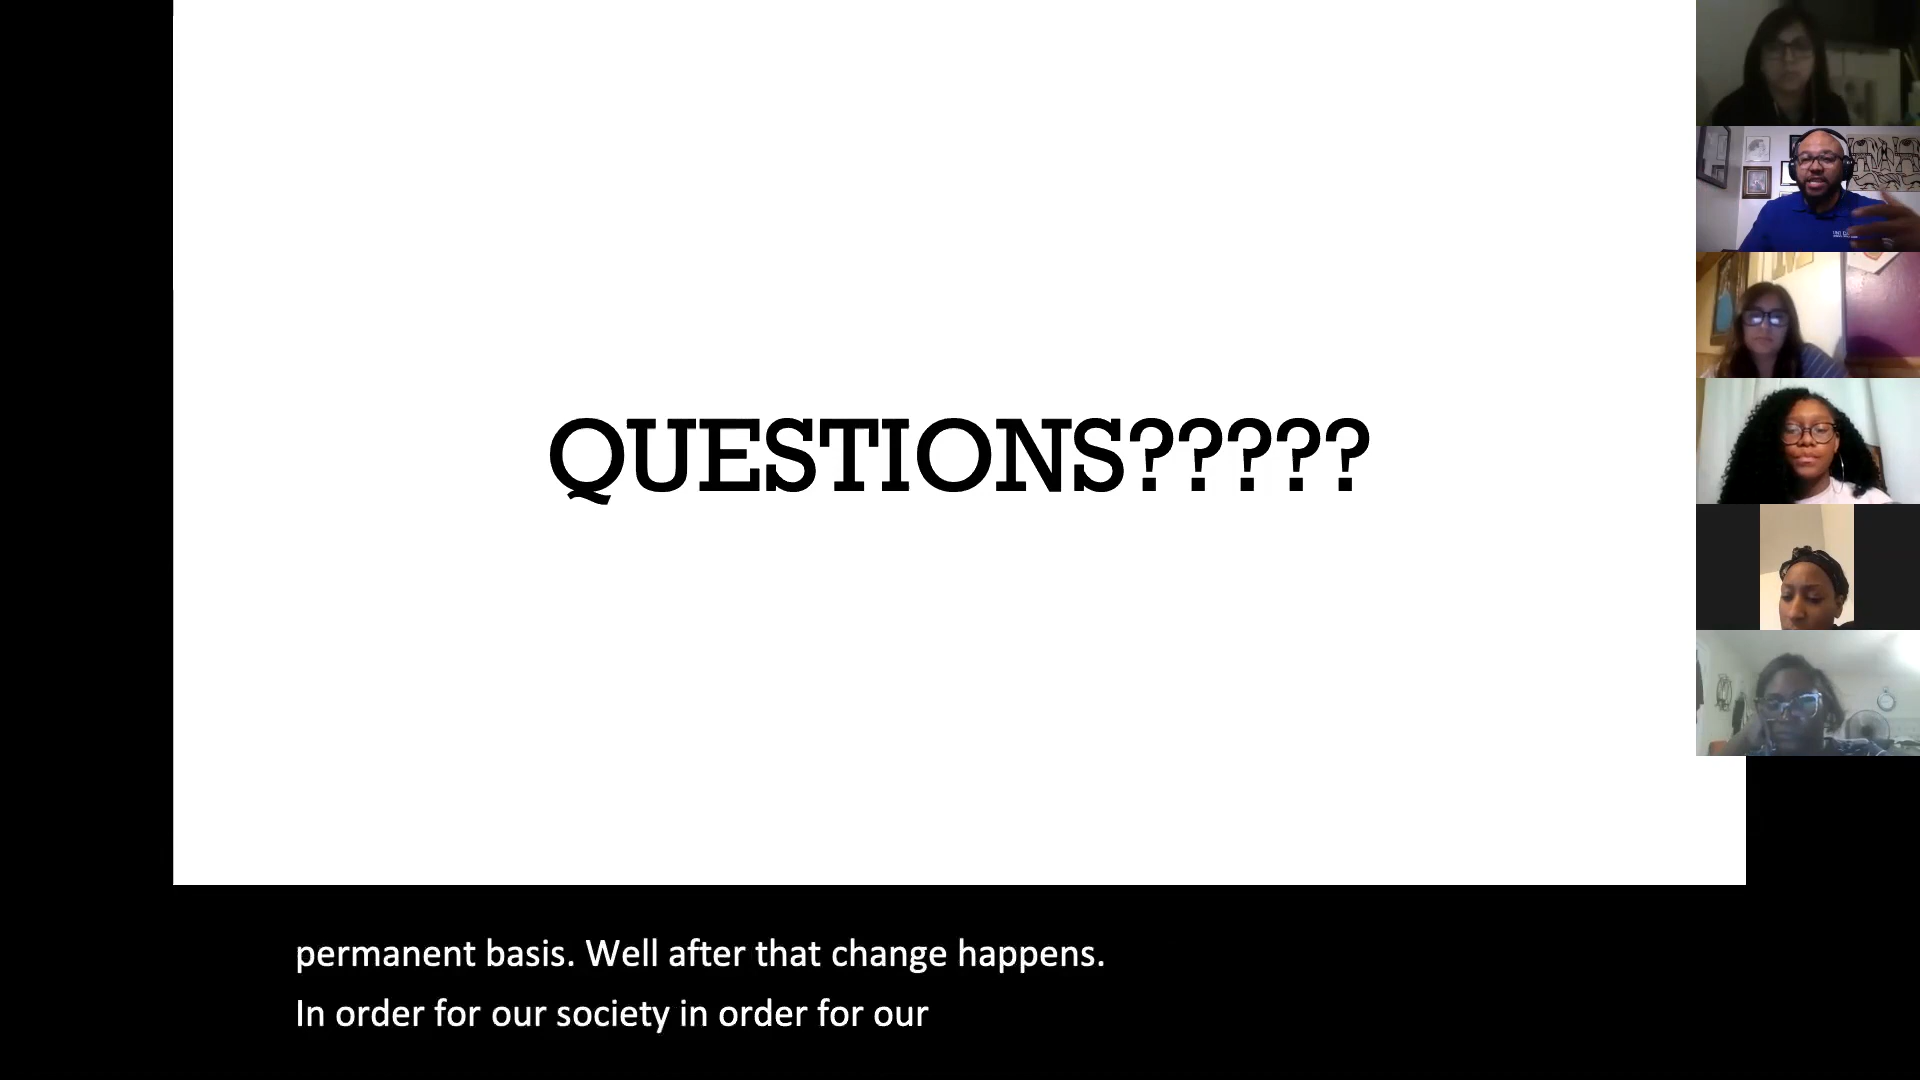 QUESTIONS?????
permanent basis. Well after that change happens.
In order for our society in order for our